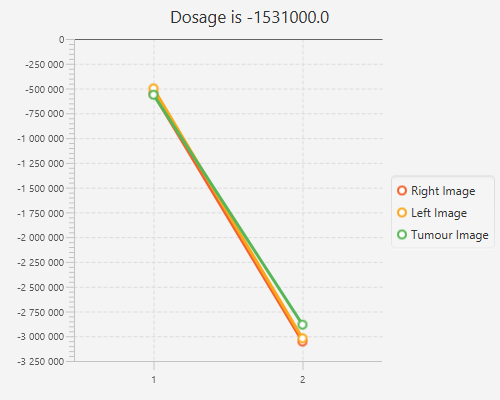 Dosage is -1531000.0
0
-250 000
-500 000
-750 000
-1 000 000
-1 250 000
-1 500 000
-1 750 000
-2 000 000
-2 250 000
-2 500 000
-2 750 000
-3 000 000
-3 250 000
1 2
Right Image
Left Image
Tumour Image